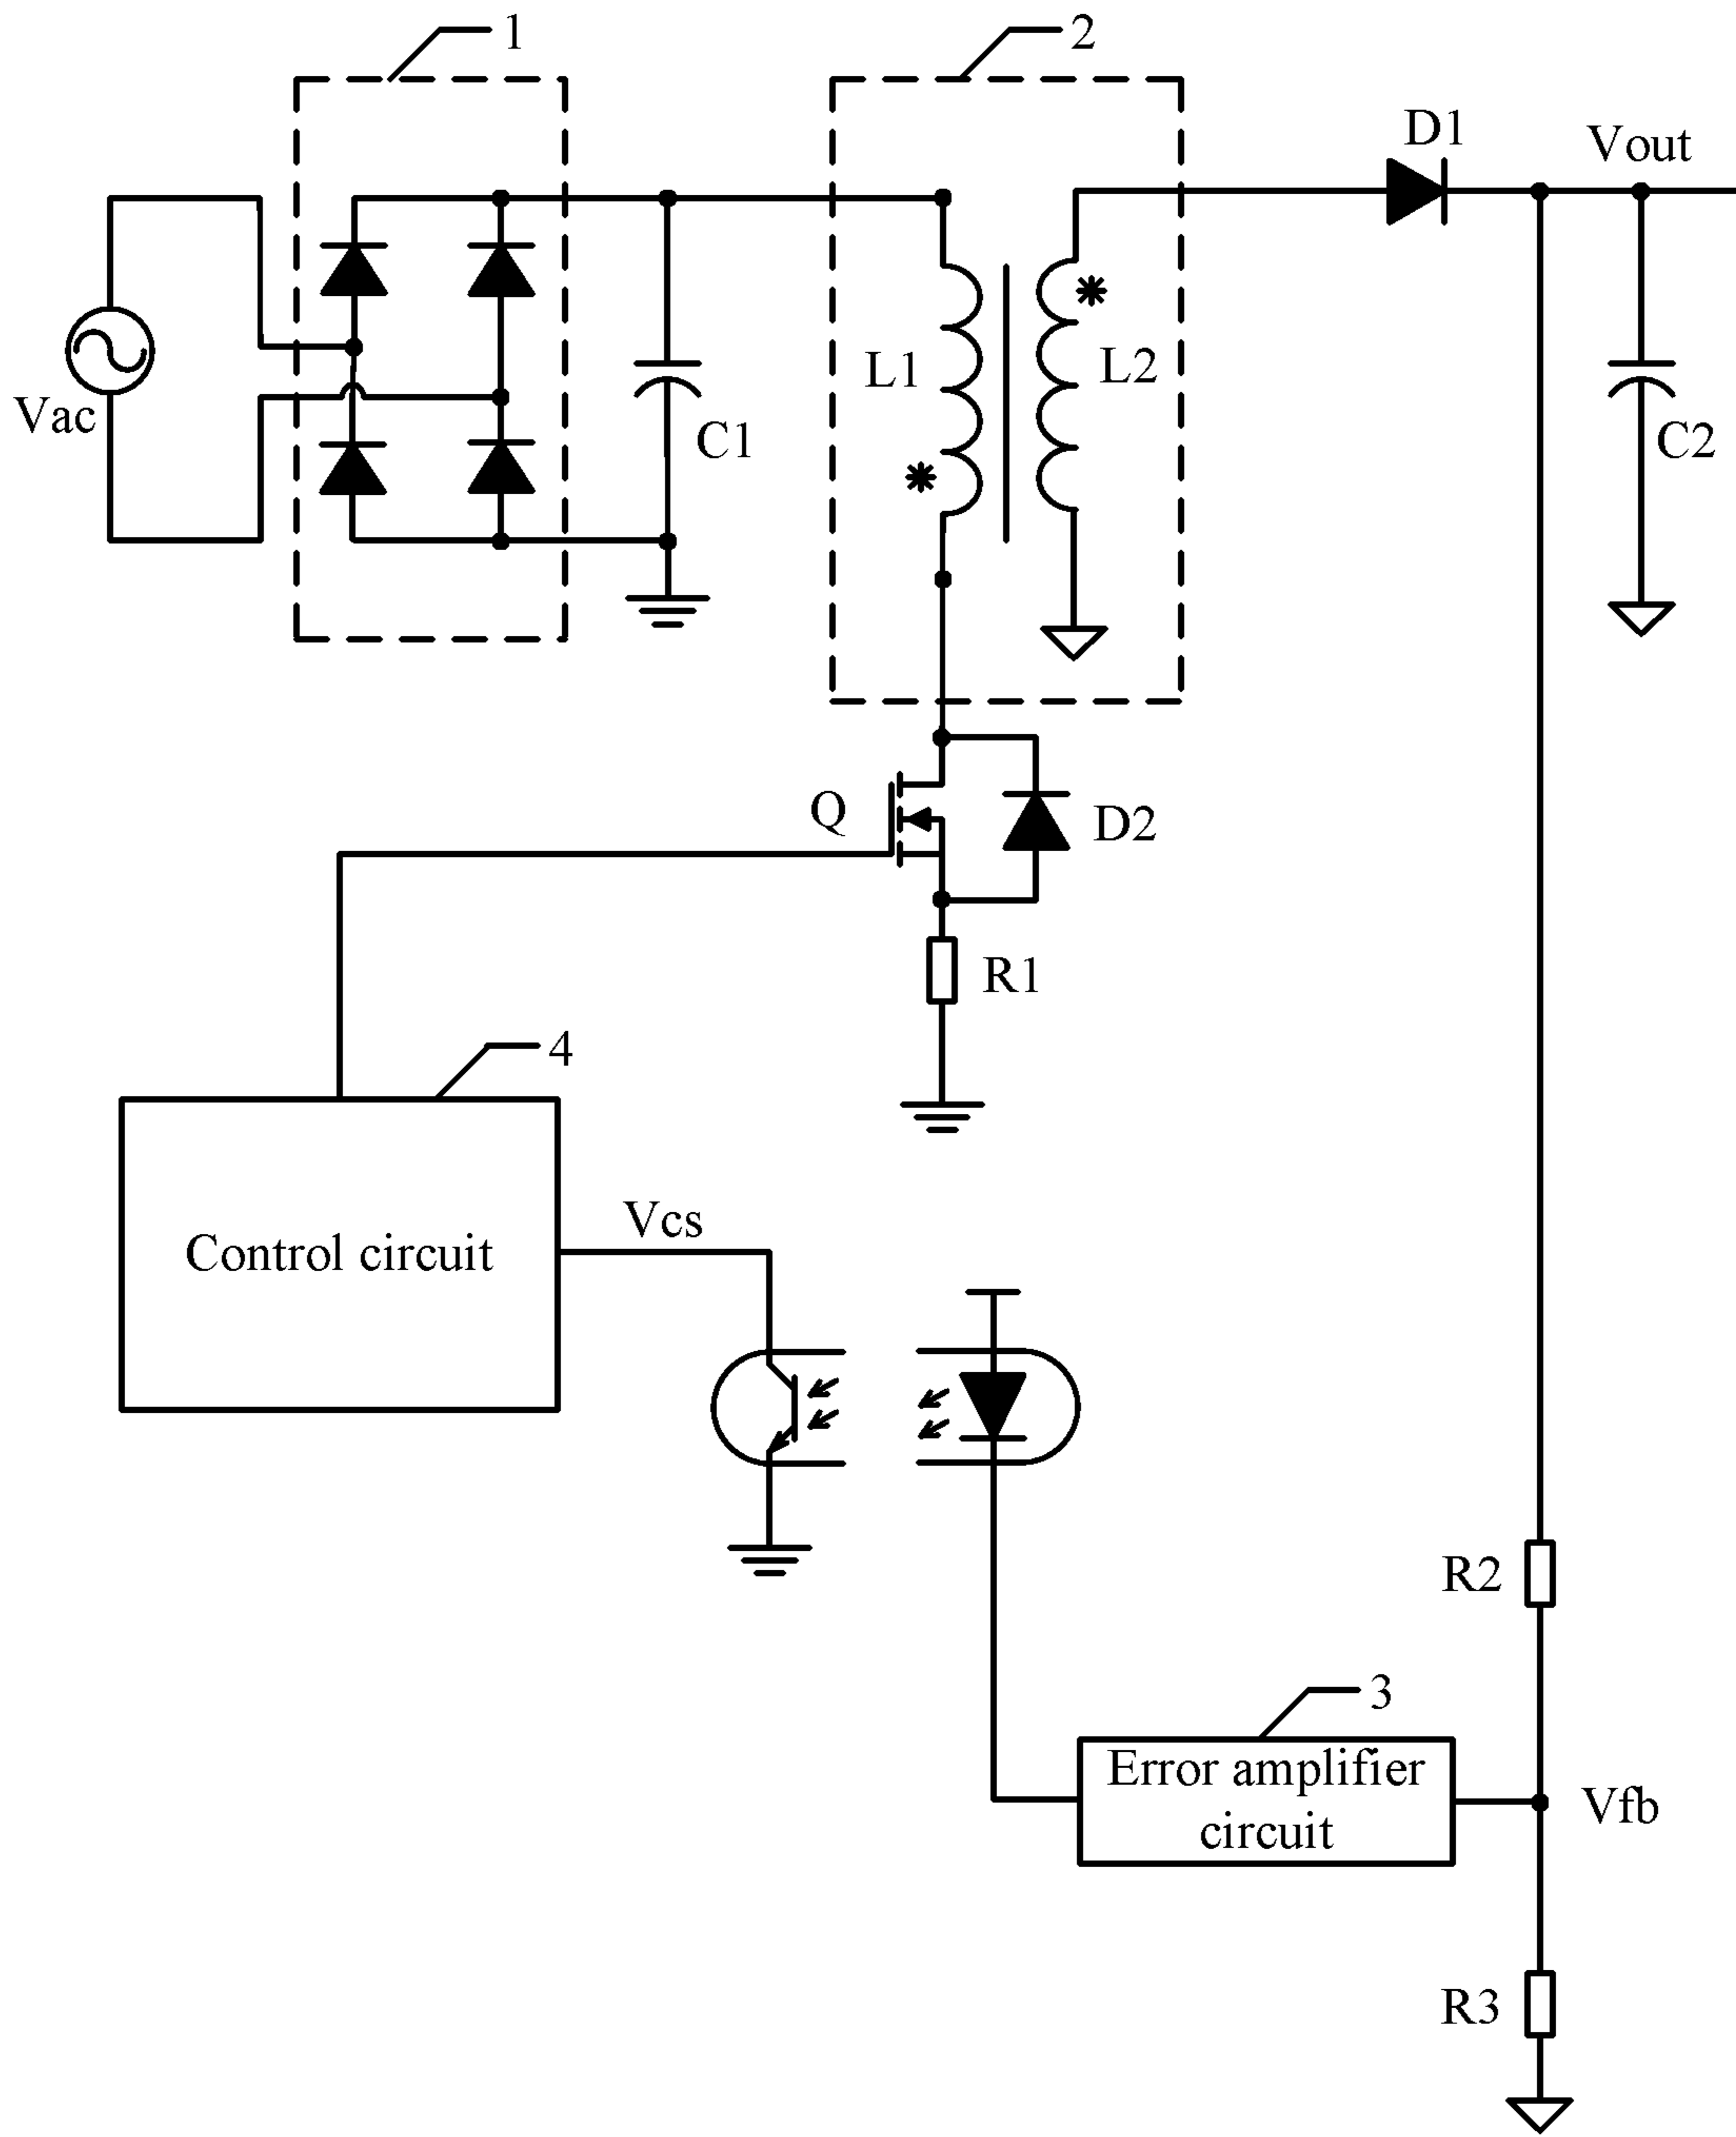 1
2
D1
Vout
Vac
C1
L1
L2
C2
Q
D2
R1
4
Control circuit
Vcs
R2
3
Error amplifier
circuit
Vfb
R3